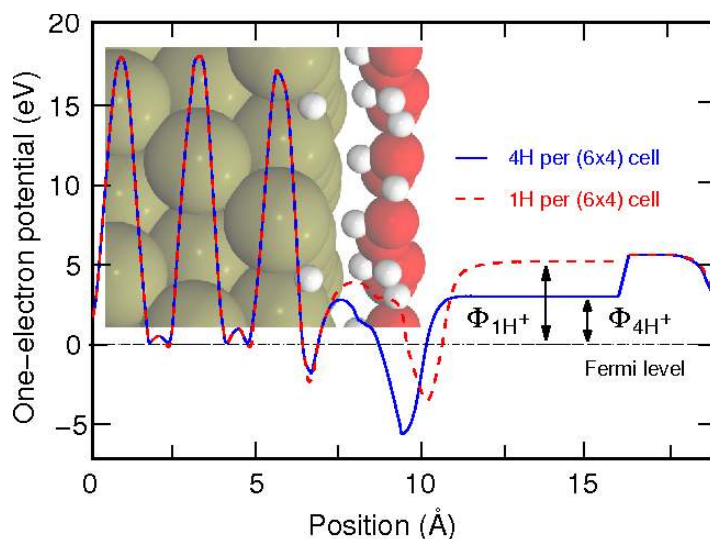 20
15
10
5
0
−5
One−electron potential (eV)
4H per (6x4) cell
1H per (6x4) cell
Φ1H+
Φ4H+
Fermi level
0
5
10
15
Position (Å)